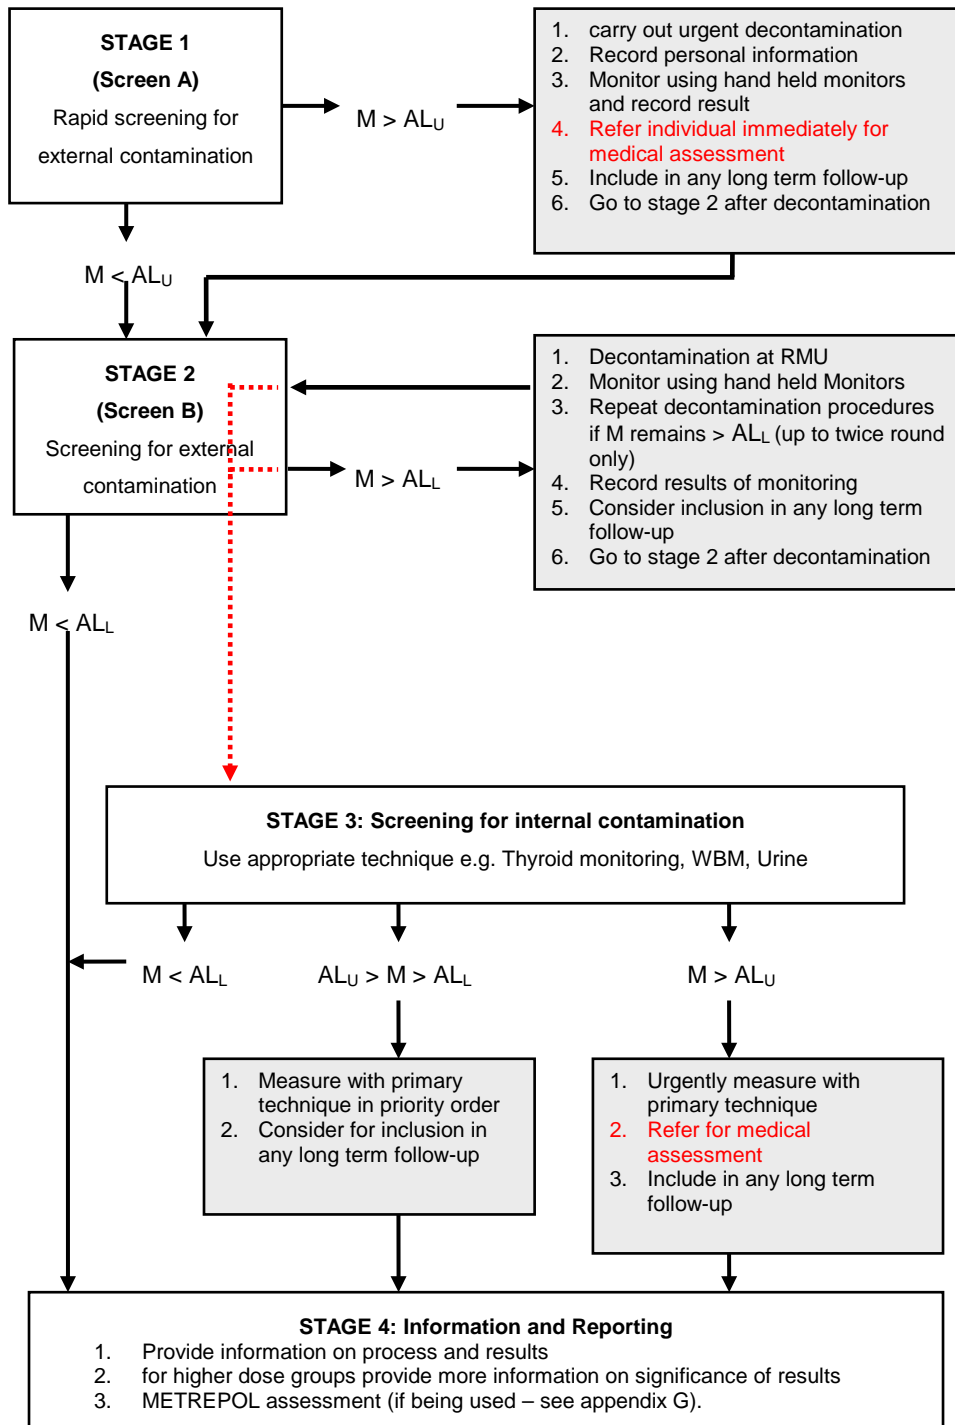 STAGE 1
(Screen A)
Rapid screening for
external contamination
M > ALU
1. carry out urgent decontamination
2. Record personal information
3. Monitor using hand held monitors
and record result
4. Refer individual immediately for
medical assessment
5. Include in any long term follow-up
6. Go to stage 2 after decontamination
M < ALU
STAGE 2
(Screen B)
Screening for external
contamination
M > ALL
1. Decontamination at RMU
2. Monitor using hand held Monitors
3. Repeat decontamination procedures
if M remains > ALL (up to twice round
only)
4. Record results of monitoring
5. Consider inclusion in any long term
follow-up
6. Go to stage 2 after decontamination
M < ALL
STAGE 3: Screening for internal contamination
Use appropriate technique e.g. Thyroid monitoring, WBM, Urine
M < ALL
ALU > M > ALL
M > ALU
1. Measure with primary
technique in priority order
2. Consider for inclusion in
any long term follow-up
1. Urgently measure with
primary technique
2. Refer for medical
assessment
3. Include in any long term
follow-up
STAGE 4: Information and Reporting
1. Provide information on process and results
2. for higher dose groups provide more information on significance of results
3. METREPOL assessment (if being used – see appendix G).